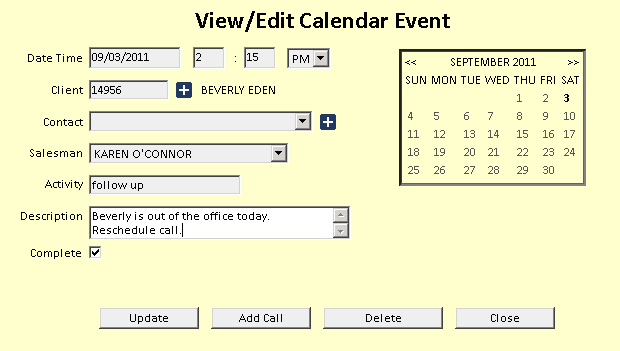 View/Edit Calendar Event
Date Time 09/03/2011 2 : 15 PM
Client 14956 BEVERLY EDEN
Contact
Salesman KAREN O'CONNOR
Activity follow up
Description Beverly is out of the office today.
Reschedule call.
Complete
<< SEPTEMBER 2011 >>
SUN MON TUE WED THU FRI SAT
1 2 3
4 5 6 7 8 9 10
11 12 13 14 15 16 17
18 19 20 21 22 23 24
25 26 27 28 29 30
Update Add Call Delete Close